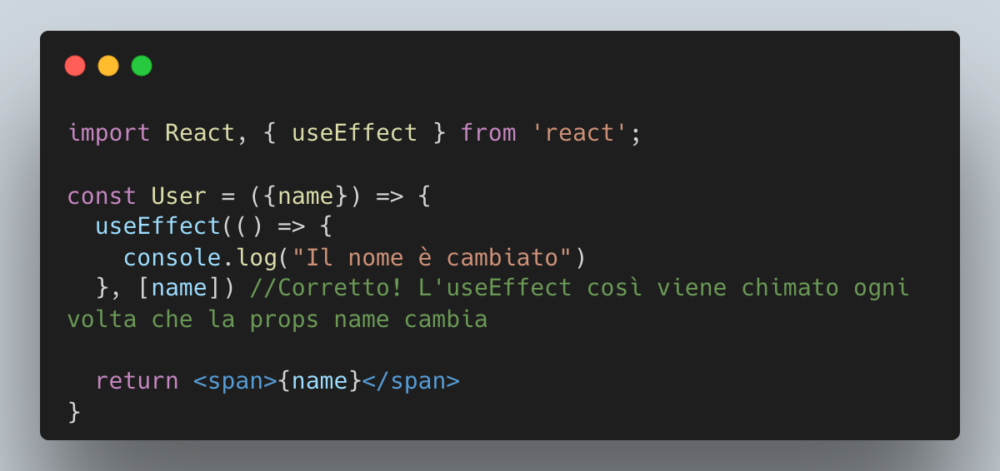 import React, { useEffect } from 'react';
const User = ({name}) => {
  useEffect(() => {
    console.log("Il nome è cambiato")
  }, [name]) //Corretto! L'useEffect così viene chimato ogni
volta che la props name cambia
  return <span>{name}</span>
}